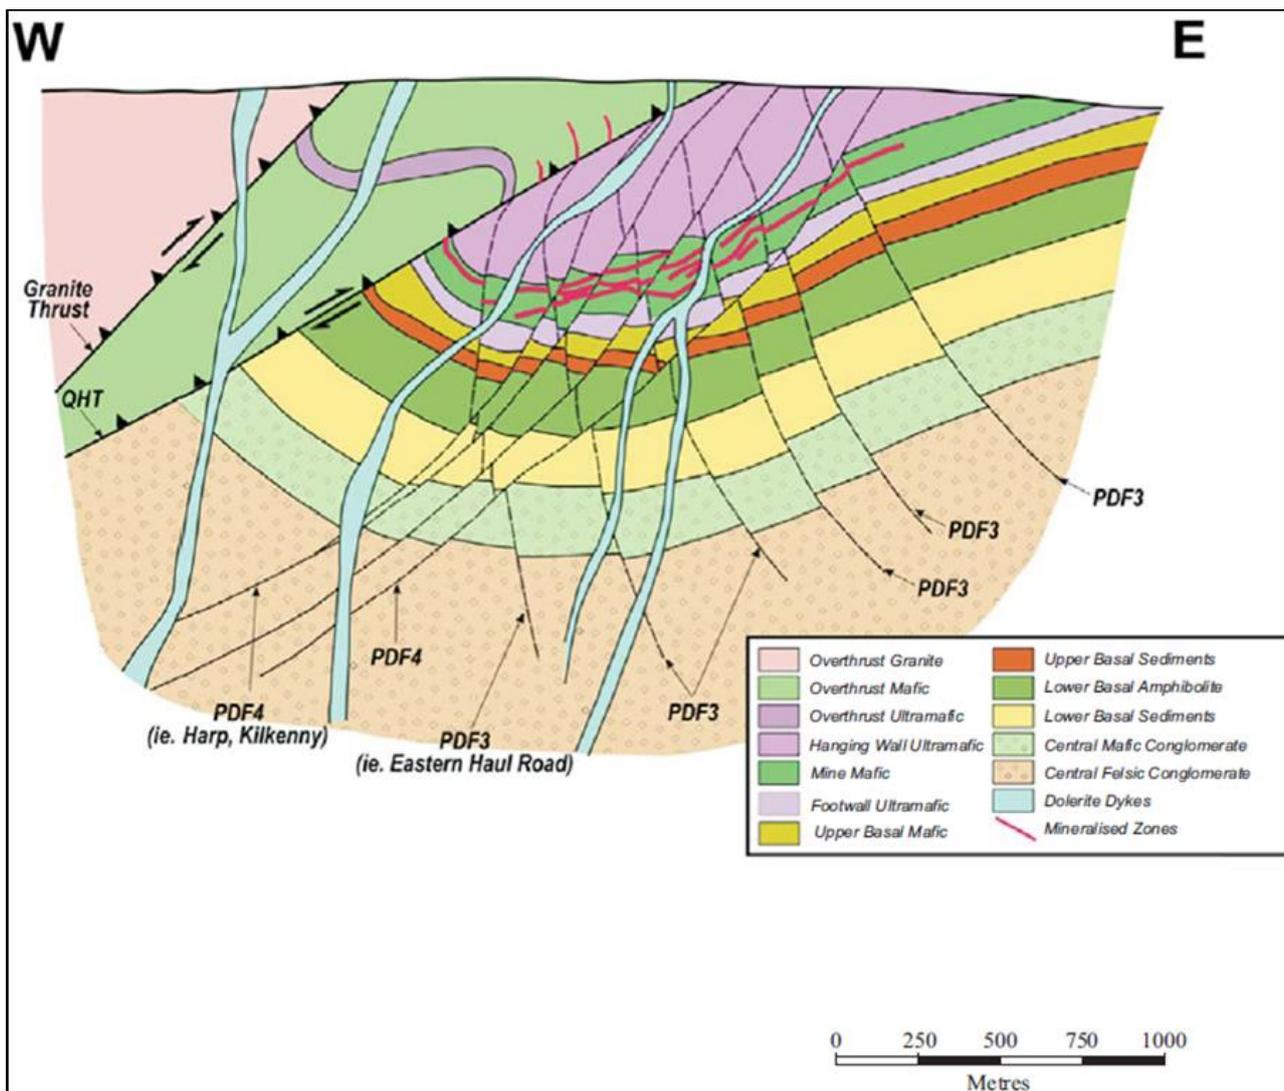 W
E
Granite
Thrust
QHT
PDF3
PDF3
PDF3
PDF4
PDF3
PDF4
(ie. Harp, Kilkenny)
PDF3
(ie. Eastern Haul Road)
Overthrust Granite
Overthrust Mafic
Overthrust Ultramafic
Hanging Wall Ultramafic
Mine Mafic
Footwall Ultramafic
Upper Basal Mafic
Upper Basal Sediments
Lower Basal Amphibolite
Lower Basal Sediments
Central Mafic Conglomerate
Central Felsic Conglomerate
Dolerite Dykes
Mineralised Zones
0 250 500 750 1000
Metres